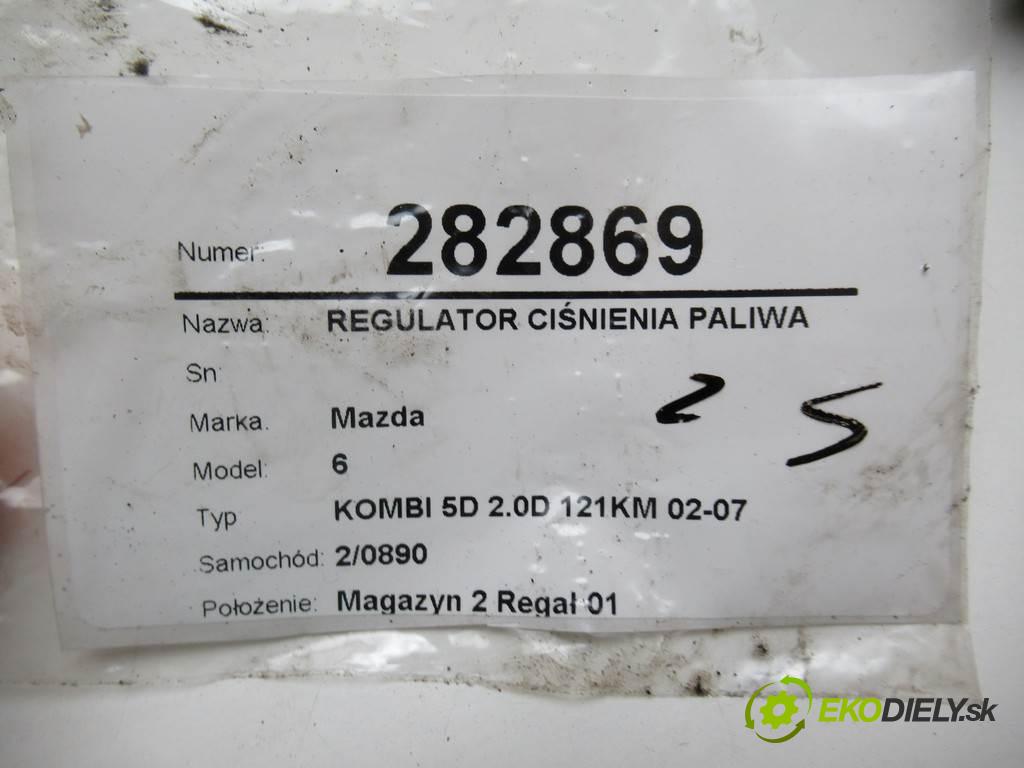 Numer: 282869
Nazwa: REGULATOR CIŚNIENIA PALIWA
Sn:
Marka: Mazda
2 5
Model: 6
Typ KOMBI 5D 2.0D 121KM 02-07
Samochód: 2/0890
Położenie: Magazyn 2 Regał 01
EKODIELY.sk